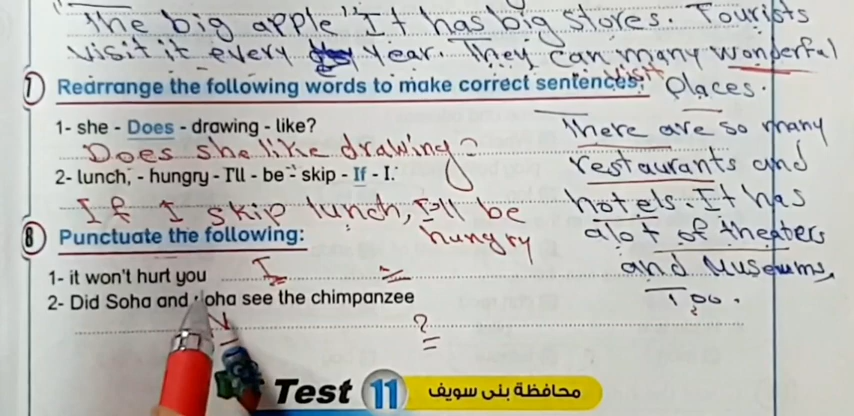 The big apple" It has big stores. Tourists
visit it every year. They can many wonderful
visit places.
7 Rearrange the following words to make correct sentences:
1- she - Does - drawing - like?
Does she like drawing?
2- lunch, - hungry - I'll - be - skip - If - I.
If I skip lunch, I'll be
hungry
There are so many
restaurants and
hotels. It has
alot of theaters
and Museums,
Too.
8 Punctuate the following:
1- it won't hurt you
I
2- Did Soha and oha see the chimpanzee
N ?
Test 11 محافظة بنى سويف